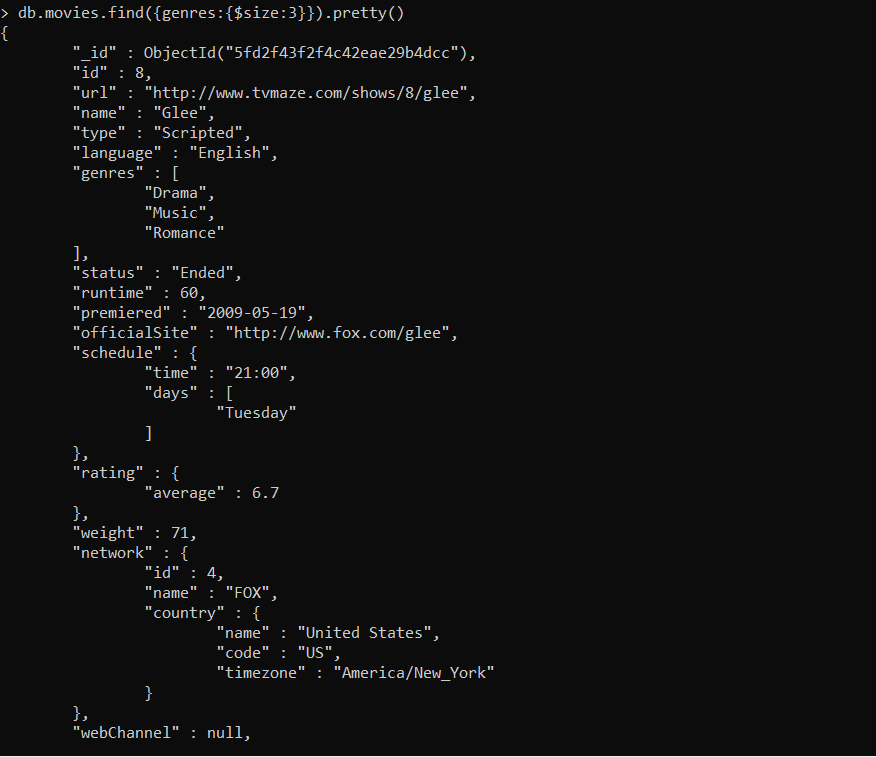 > db.movies.find({genres:{$size:3}}).pretty()
{
        "_id" : ObjectId("5fd2f43f2f4c42eae29b4dcc"),
        "id" : 8,
        "url" : "http://www.tvmaze.com/shows/8/glee",
        "name" : "Glee",
        "type" : "Scripted",
        "language" : "English",
        "genres" : [
                "Drama",
                "Music",
                "Romance"
        ],
        "status" : "Ended",
        "runtime" : 60,
        "premiered" : "2009-05-19",
        "officialSite" : "http://www.fox.com/glee",
        "schedule" : {
                "time" : "21:00",
                "days" : [
                        "Tuesday"
                ]
        },
        "rating" : {
                "average" : 6.7
        },
        "weight" : 71,
        "network" : {
                "id" : 4,
                "name" : "FOX",
                "country" : {
                        "name" : "United States",
                        "code" : "US",
                        "timezone" : "America/New_York"
                }
        },
        "webChannel" : null,